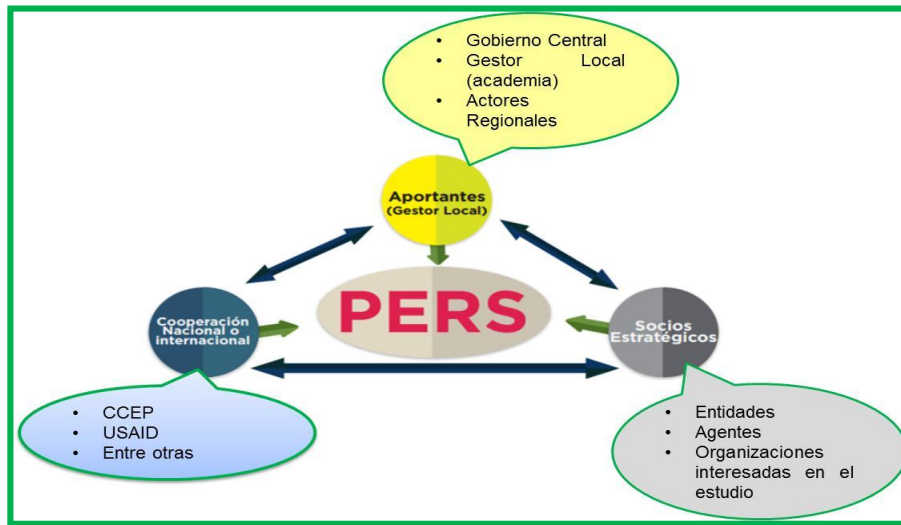 • Gobierno Central
• Gestor Local
(academia)
• Actores
Regionales
Aportantes
(Gestor Local)
PERS
Cooperación
Nacional o
internacional
Socios
Estratégicos
• CCEP
• USAID
• Entre otras
• Entidades
• Agentes
• Organizaciones
interesadas en el
estudio